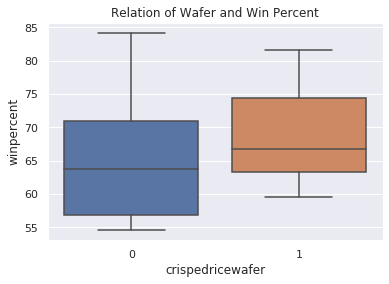 Relation of Wafer and Win Percent
85
80
75
70
65
60
55
winpercent
0 1
crispedricewafer